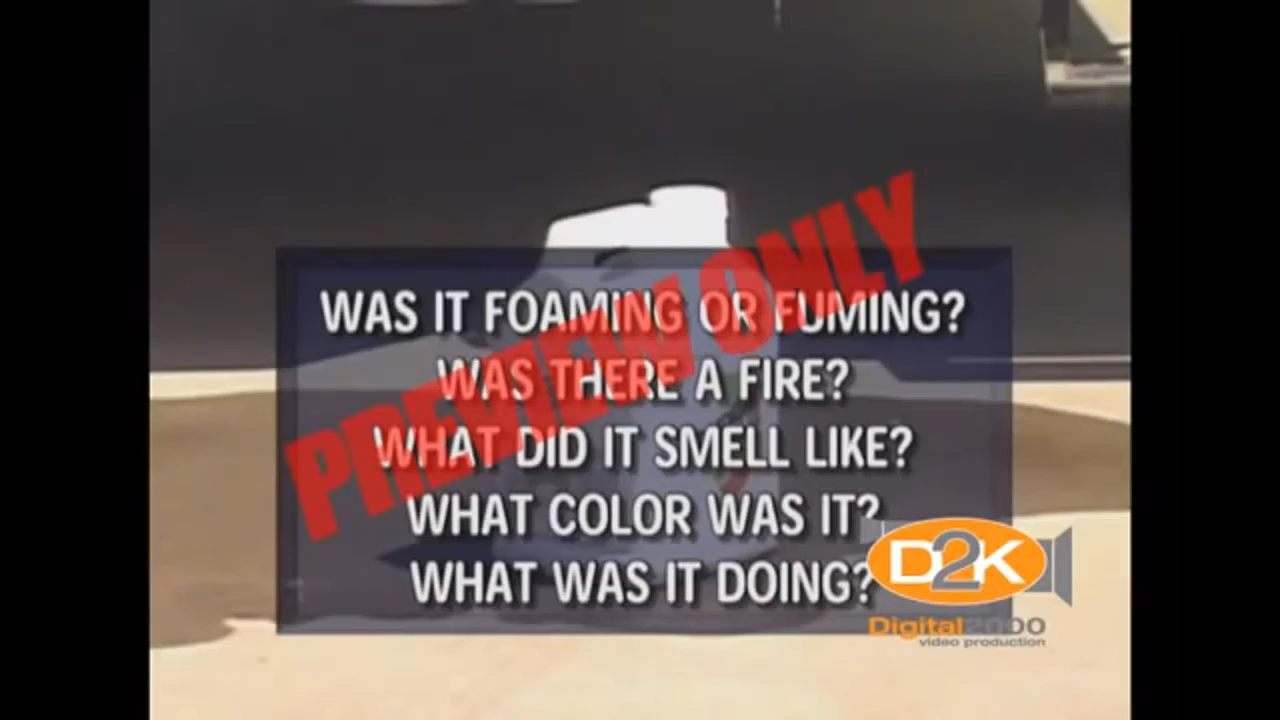 WAS IT FOAMING OR FUMING?
WAS THERE A FIRE?
WHAT DID IT SMELL LIKE?
WHAT COLOR WAS IT?
WHAT WAS IT DOING?
PREVIEW ONLY
D2K
Digital2000
video production